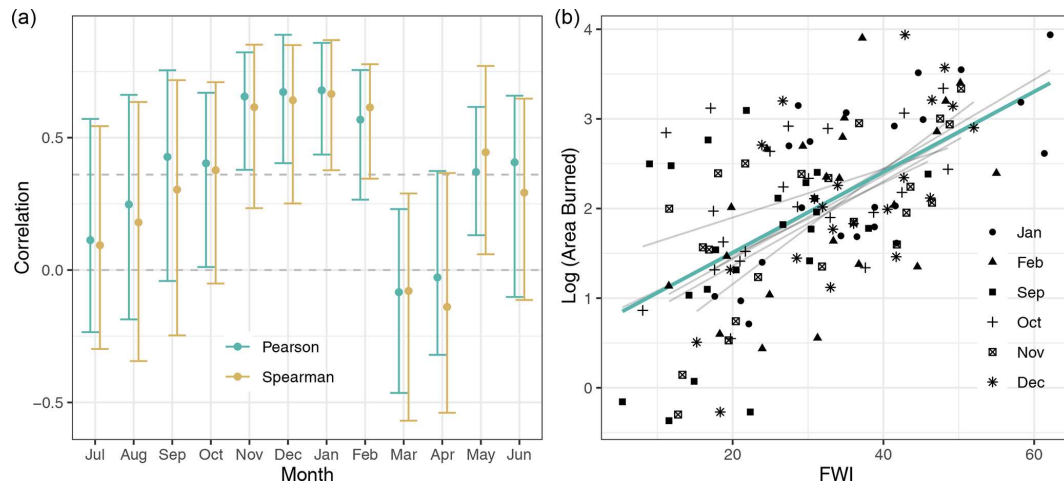 (a)
Correlation
0.5
0.0
−0.5
Pearson
Spearman
Jul Aug Sep Oct Nov Dec Jan Feb Mar Apr May Jun
Month
(b)
Log (Area Burned)
4
3
2
1
0
Jan
Feb
Sep
Oct
Nov
Dec
20 40 60
FWI